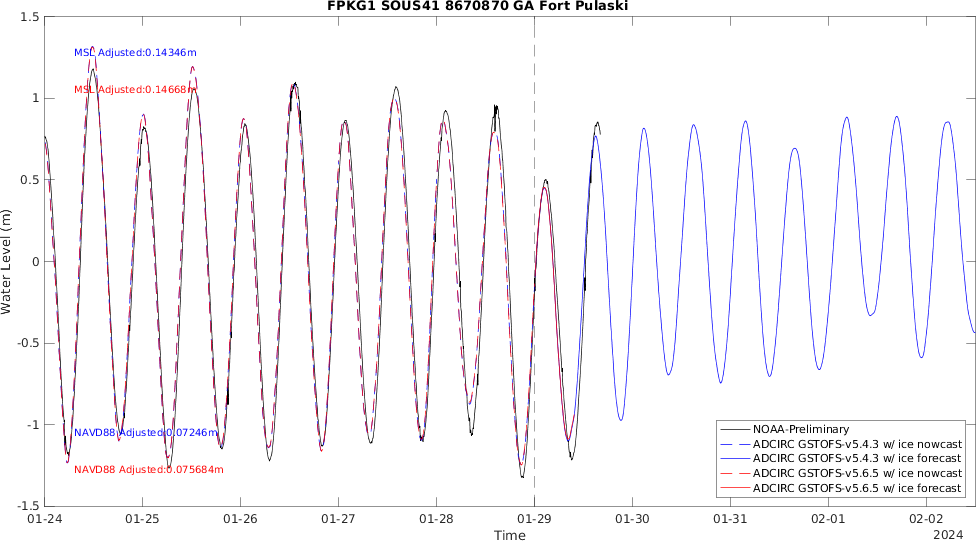 FPKG1 SOUS41 8670870 GA Fort Pulaski
1.5
1
0.5
0
-0.5
-1
-1.5
Water Level (m)
MSL Adjusted:0.14346m
MSL Adjusted:0.14668m
NAVD88 Adjusted:0.07246m
NAVD88 Adjusted:0.075684m
NOAA-Preliminary
ADCIRC GSTOFS-v5.4.3 w/ ice nowcast
ADCIRC GSTOFS-v5.4.3 w/ ice forecast
ADCIRC GSTOFS-v5.6.5 w/ ice nowcast
ADCIRC GSTOFS-v5.6.5 w/ ice forecast
01-24 01-25 01-26 01-27 01-28 01-29 01-30 01-31 02-01 02-02
Time
2024